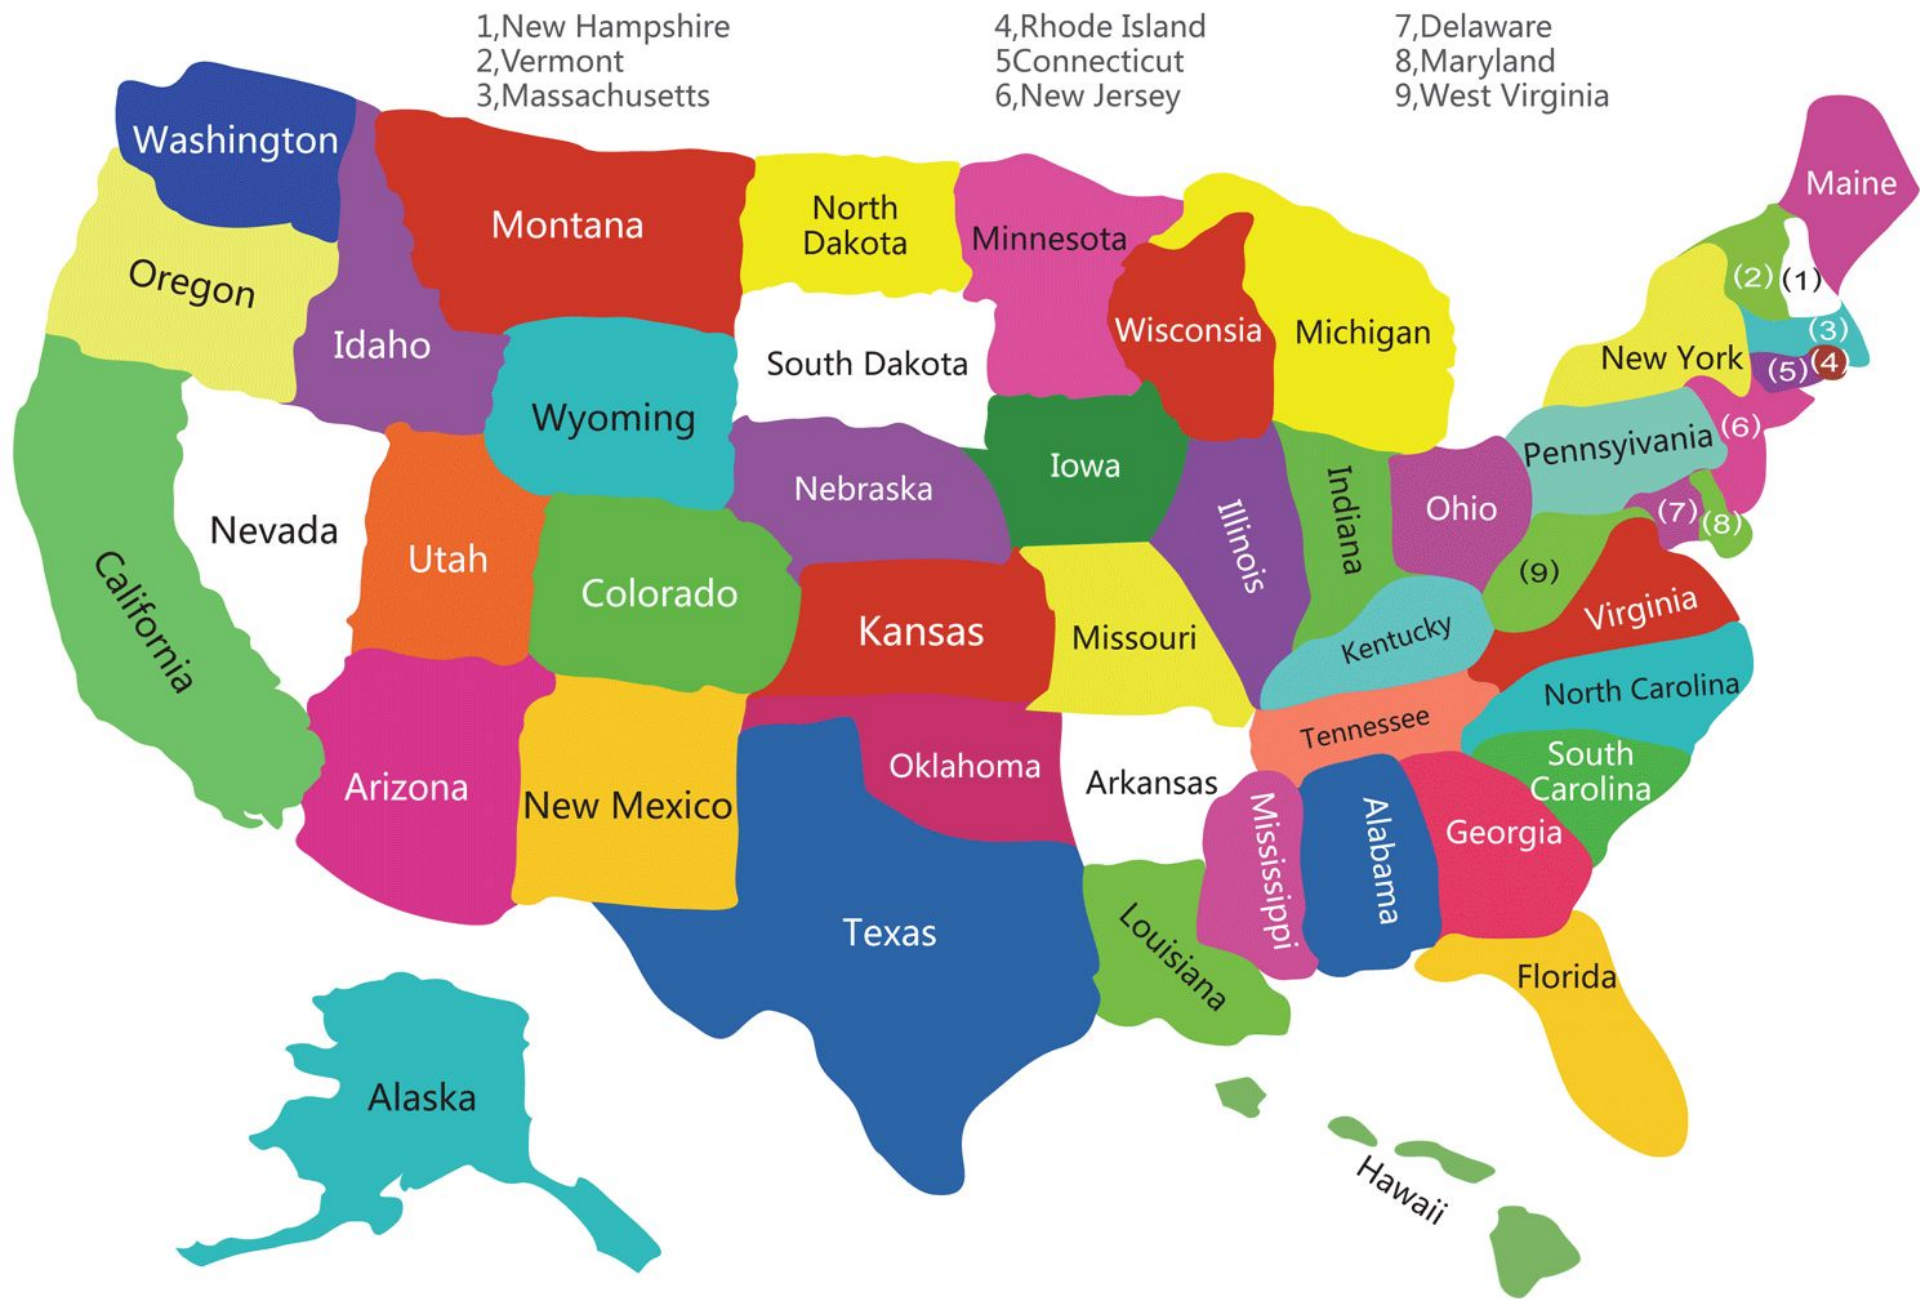 1,New Hampshire
2,Vermont
3,Massachusetts
4,Rhode Island
5Connecticut
6,New Jersey
7,Delaware
8,Maryland
9,West Virginia
Washington
Oregon
Idaho
Montana
North
Dakota
Minnesota
South Dakota
Wisconsia
Michigan
Maine
(2)
(1)
(3)
New York
(5)
(4)
Pennsyivania
(6)
(7)
(8)
(9)
Wyoming
Nebraska
Iowa
Illinois
Indiana
Ohio
Nevada
Utah
California
Colorado
Kansas
Missouri
Kentucky
Virginia
North Carolina
Tennessee
South
Carolina
Arizona
New Mexico
Oklahoma
Arkansas
Mississippi
Alabama
Georgia
Texas
Louisiana
Florida
Alaska
Hawaii